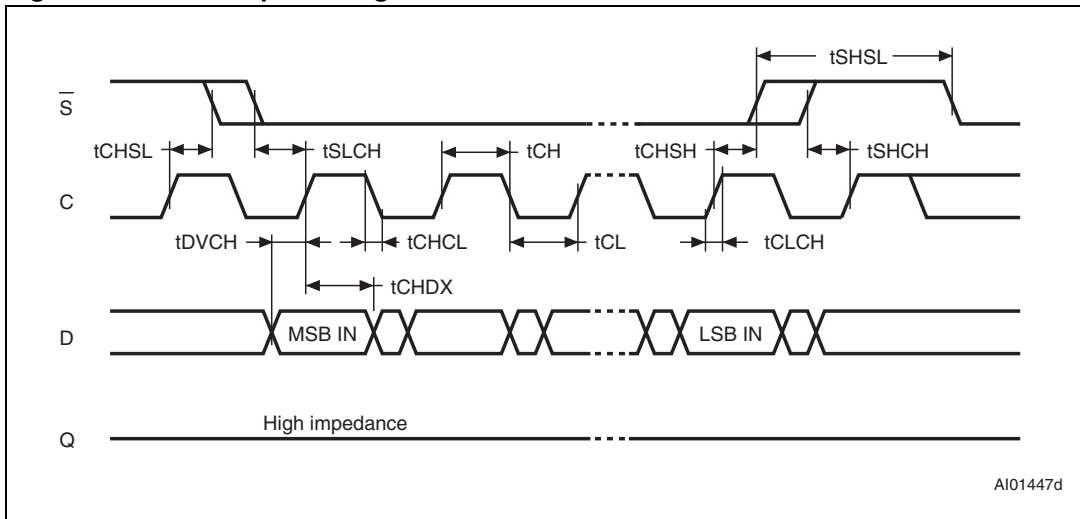 tSHSL
S
tCHSL tSLCH tCH tCHSH tSHCH
C
tDVCH tCHCL tCL tCLCH
tCHDX
D MSB IN LSB IN
High impedance
Q
AI01447d